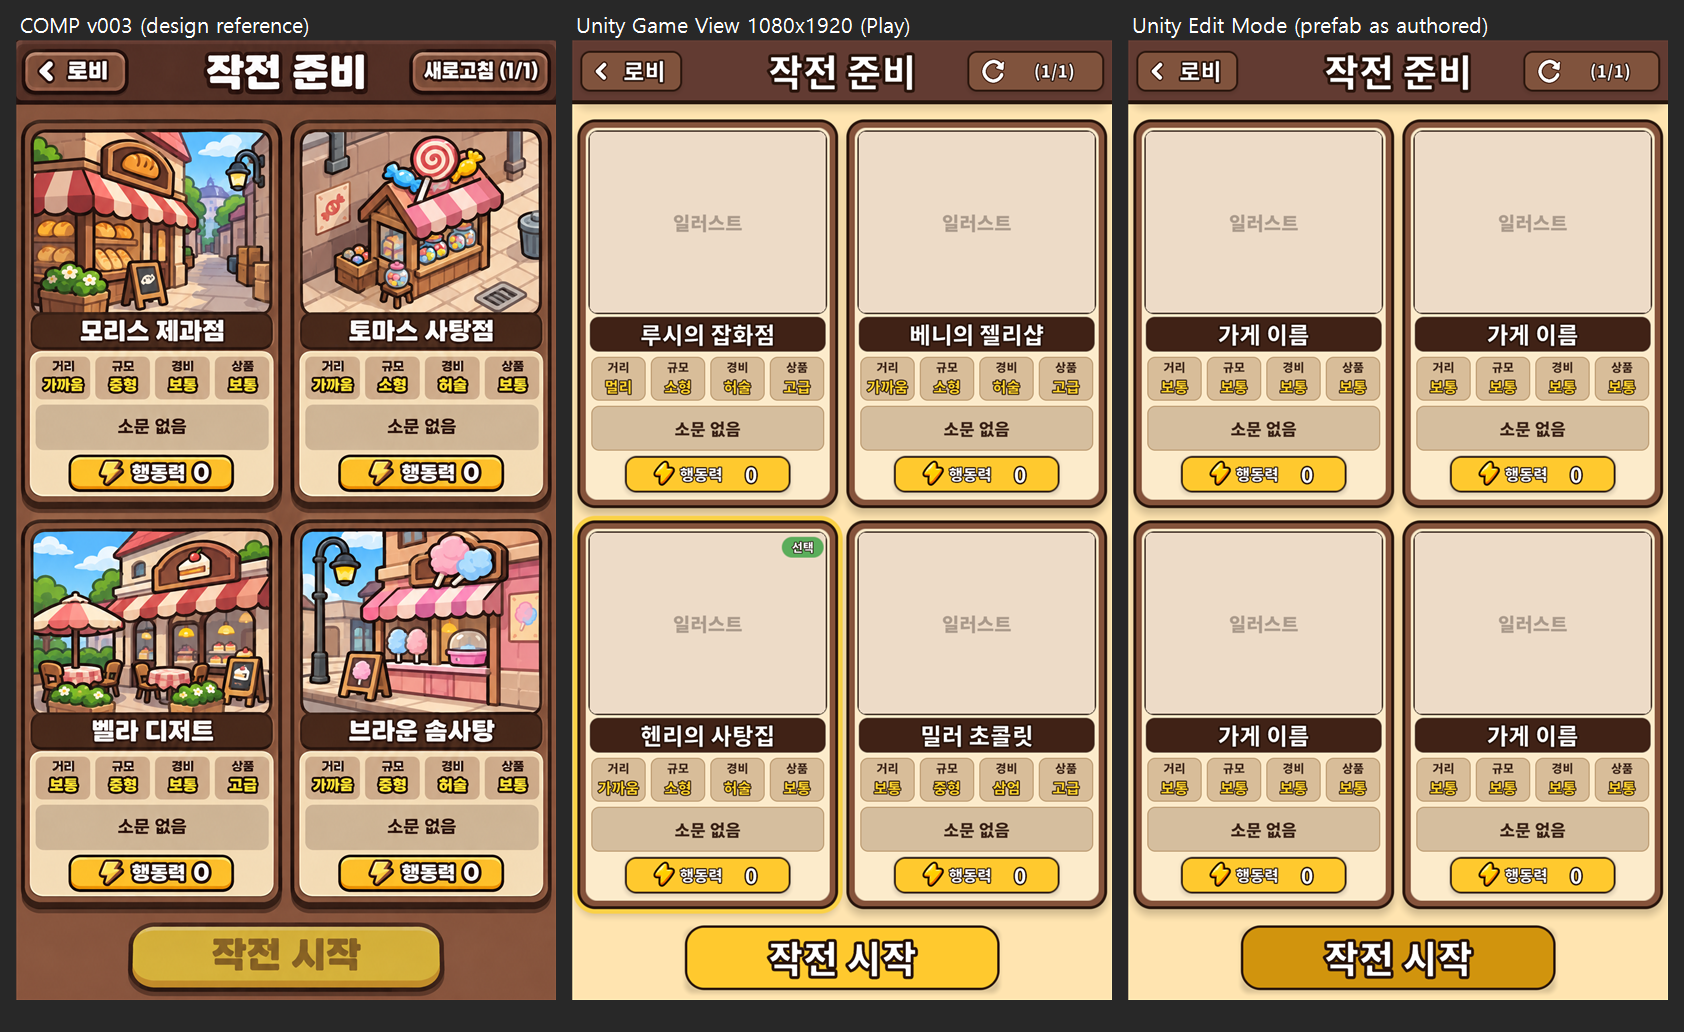 COMP v003 (design reference)
로비
작전 준비
새로고침 (1/1)
모리스 제과점
거리 규모 경비 상품
가까움 중형 보통 보통
소문 없음
행동력 0
토마스 사탕점
거리 규모 경비 상품
가까움 소형 허술 보통
소문 없음
행동력 0
벨라 디저트
거리 규모 경비 상품
보통 중형 보통 고급
소문 없음
행동력 0
브라운 솜사탕
거리 규모 경비 상품
가까움 중형 허술 보통
소문 없음
행동력 0
작전 시작
Unity Game View 1080x1920 (Play)
로비
작전 준비
(1/1)
일러스트
루시의 잡화점
거리 규모 경비 상품
멀리 소형 허술 고급
소문 없음
행동력 0
일러스트
베니의 젤리샵
거리 규모 경비 상품
가까움 소형 허술 고급
소문 없음
행동력 0
선택
일러스트
헨리의 사탕집
거리 규모 경비 상품
가까움 소형 허술 보통
소문 없음
행동력 0
일러스트
밀러 초콜릿
거리 규모 경비 상품
보통 중형 삼엄 고급
소문 없음
행동력 0
작전 시작
Unity Edit Mode (prefab as authored)
로비
작전 준비
(1/1)
일러스트
가게 이름
거리 규모 경비 상품
보통 보통 보통 보통
소문 없음
행동력 0
일러스트
가게 이름
거리 규모 경비 상품
보통 보통 보통 보통
소문 없음
행동력 0
일러스트
가게 이름
거리 규모 경비 상품
보통 보통 보통 보통
소문 없음
행동력 0
일러스트
가게 이름
거리 규모 경비 상품
보통 보통 보통 보통
소문 없음
행동력 0
작전 시작